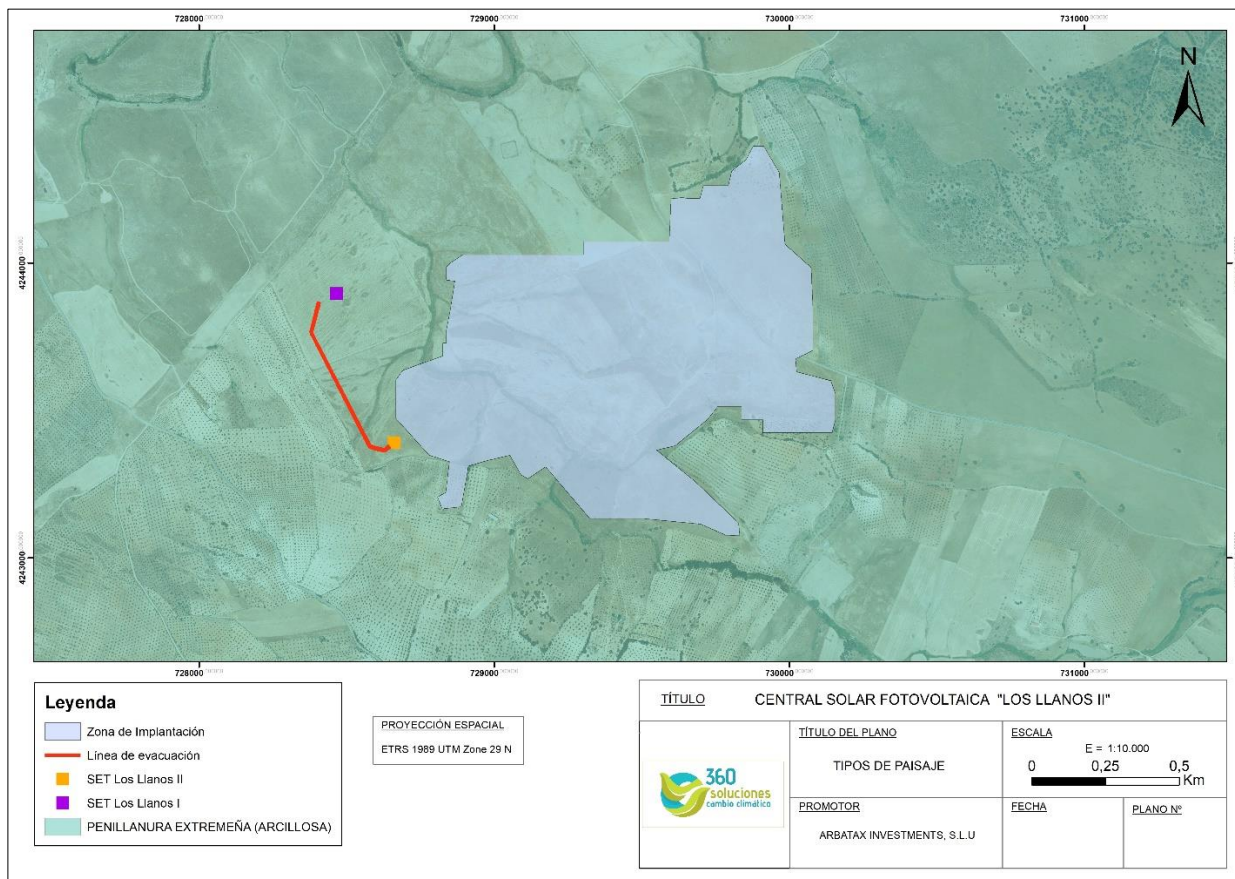 728000
729000
730000
731000
N
4244000
4244000
4243000
4243000
728000
729000
730000
731000
Leyenda
Zona de Implantación
Línea de evacuación
SET Los Llanos II
SET Los Llanos I
PENILLANURA EXTREMEÑA (ARCILLOSA)
PROYECCIÓN ESPACIAL
ETRS 1989 UTM Zone 29 N
TÍTULO CENTRAL SOLAR FOTOVOLTAICA "LOS LLANOS II"
360
soluciones
cambio climático
TÍTULO DEL PLANO
TIPOS DE PAISAJE
ESCALA
E = 1:10.000
0 0,25 0,5
Km
PROMOTOR
ARBATAX INVESTMENTS, S.L.U
FECHA
PLANO Nº